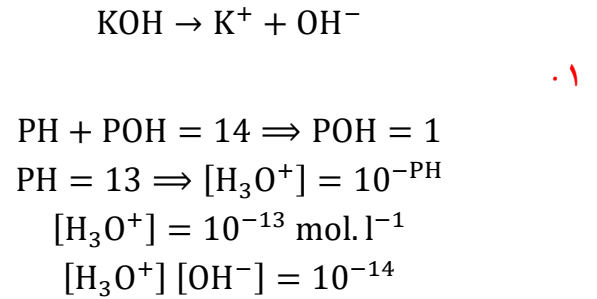 KOH → K⁺ + OH⁻
١.
PH + POH = 14 ⟹ POH = 1
PH = 13 ⟹ [H₃O⁺] = 10⁻ᴾᴴ
[H₃O⁺] = 10⁻¹³ mol. l⁻¹
[H₃O⁺] [OH⁻] = 10⁻¹⁴